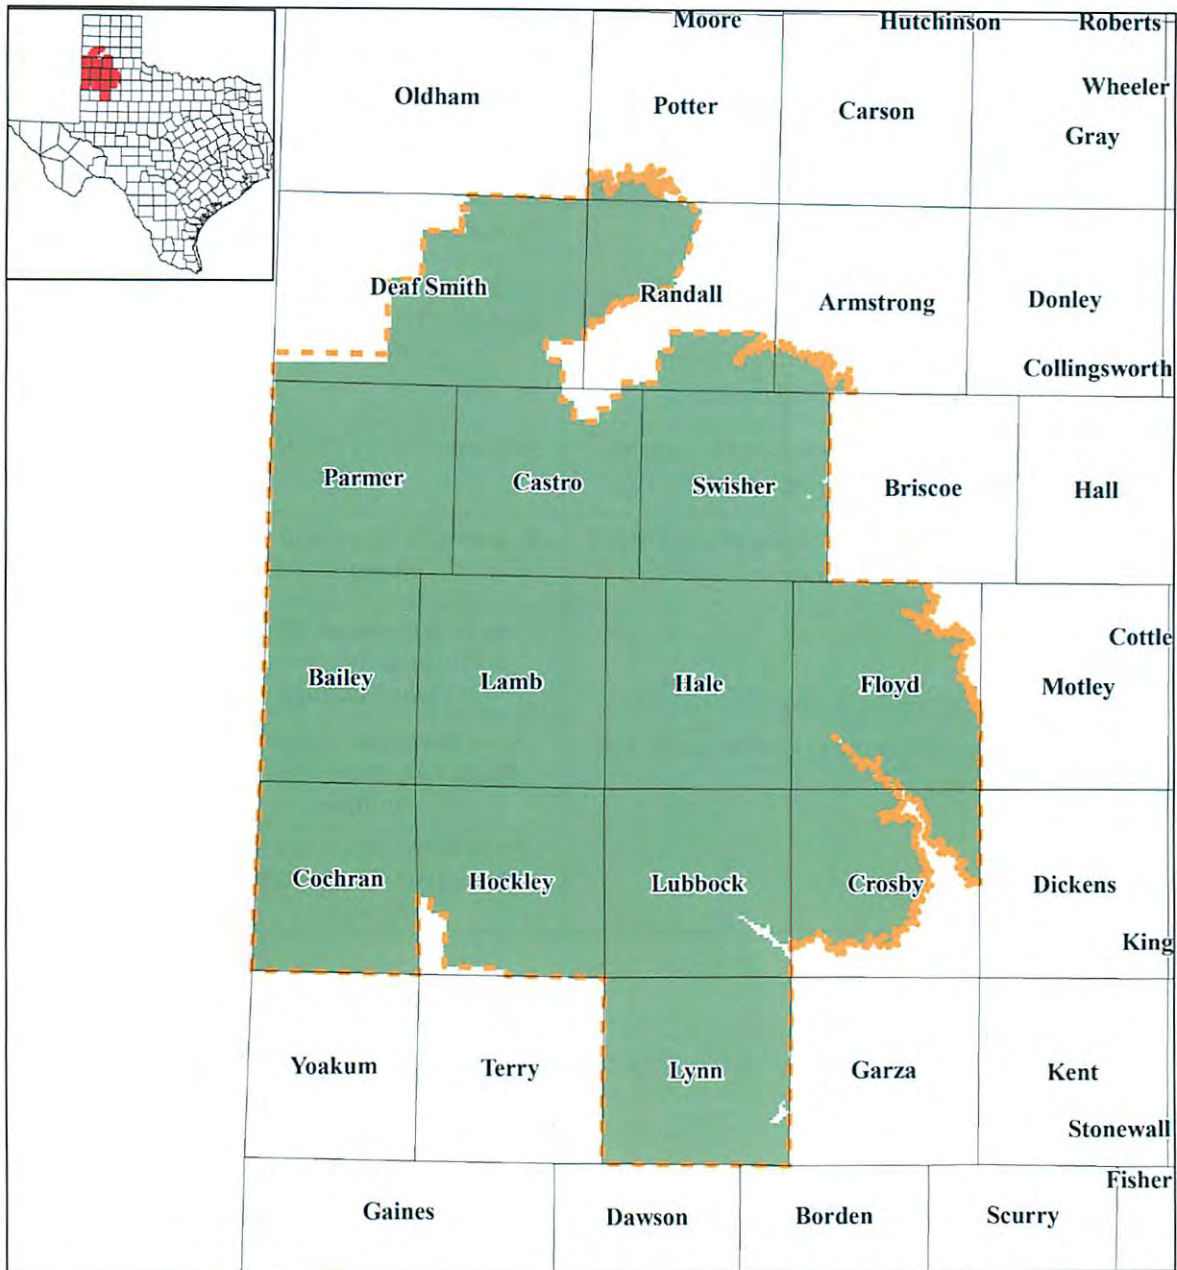 Moore Hutchinson Roberts
Wheeler
Oldham Potter Carson
Gray
Deaf Smith Randall Armstrong Donley
Collingsworth
Parmer Castro Swisher Briscoe Hall
Cottle
Bailey Lamb Hale Floyd Motley
Cochran Hockley Lubbock Crosby Dickens
King
Yoakum Terry Lynn Garza Kent
Stonewall
Fisher
Gaines Dawson Borden Scurry